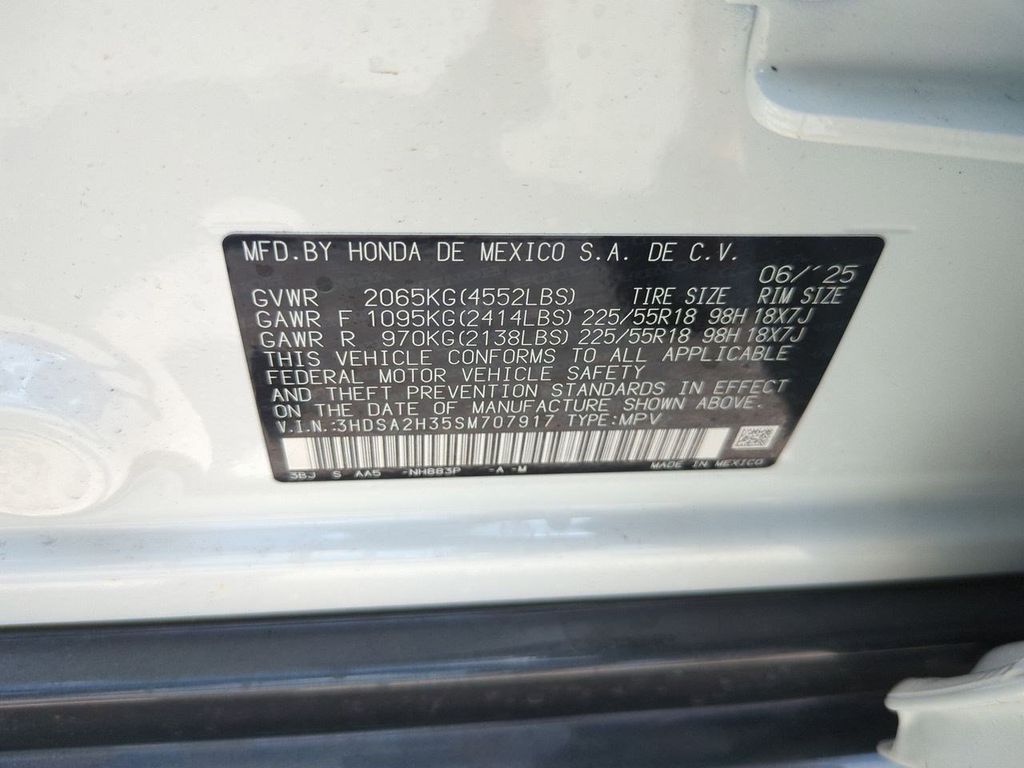 MFD.BY HONDA DE MEXICO S.A. DE C.V.
06/'25
GVWR 2065KG(4552LBS) TIRE SIZE RIM SIZE
GAWR F 1095KG(2414LBS) 225/55R18 98H 18X7J
GAWR R 970KG(2138LBS) 225/55R18 98H 18X7J
THIS VEHICLE CONFORMS TO ALL APPLICABLE
FEDERAL MOTOR VEHICLE SAFETY
AND THEFT PREVENTION STANDARDS IN EFFECT
ON THE DATE OF MANUFACTURE SHOWN ABOVE.
V.I.N.:3HDSA2H35SM707917 TYPE:MPV
3BJ S AA5 -NH883P -A -M MADE IN MEXICO